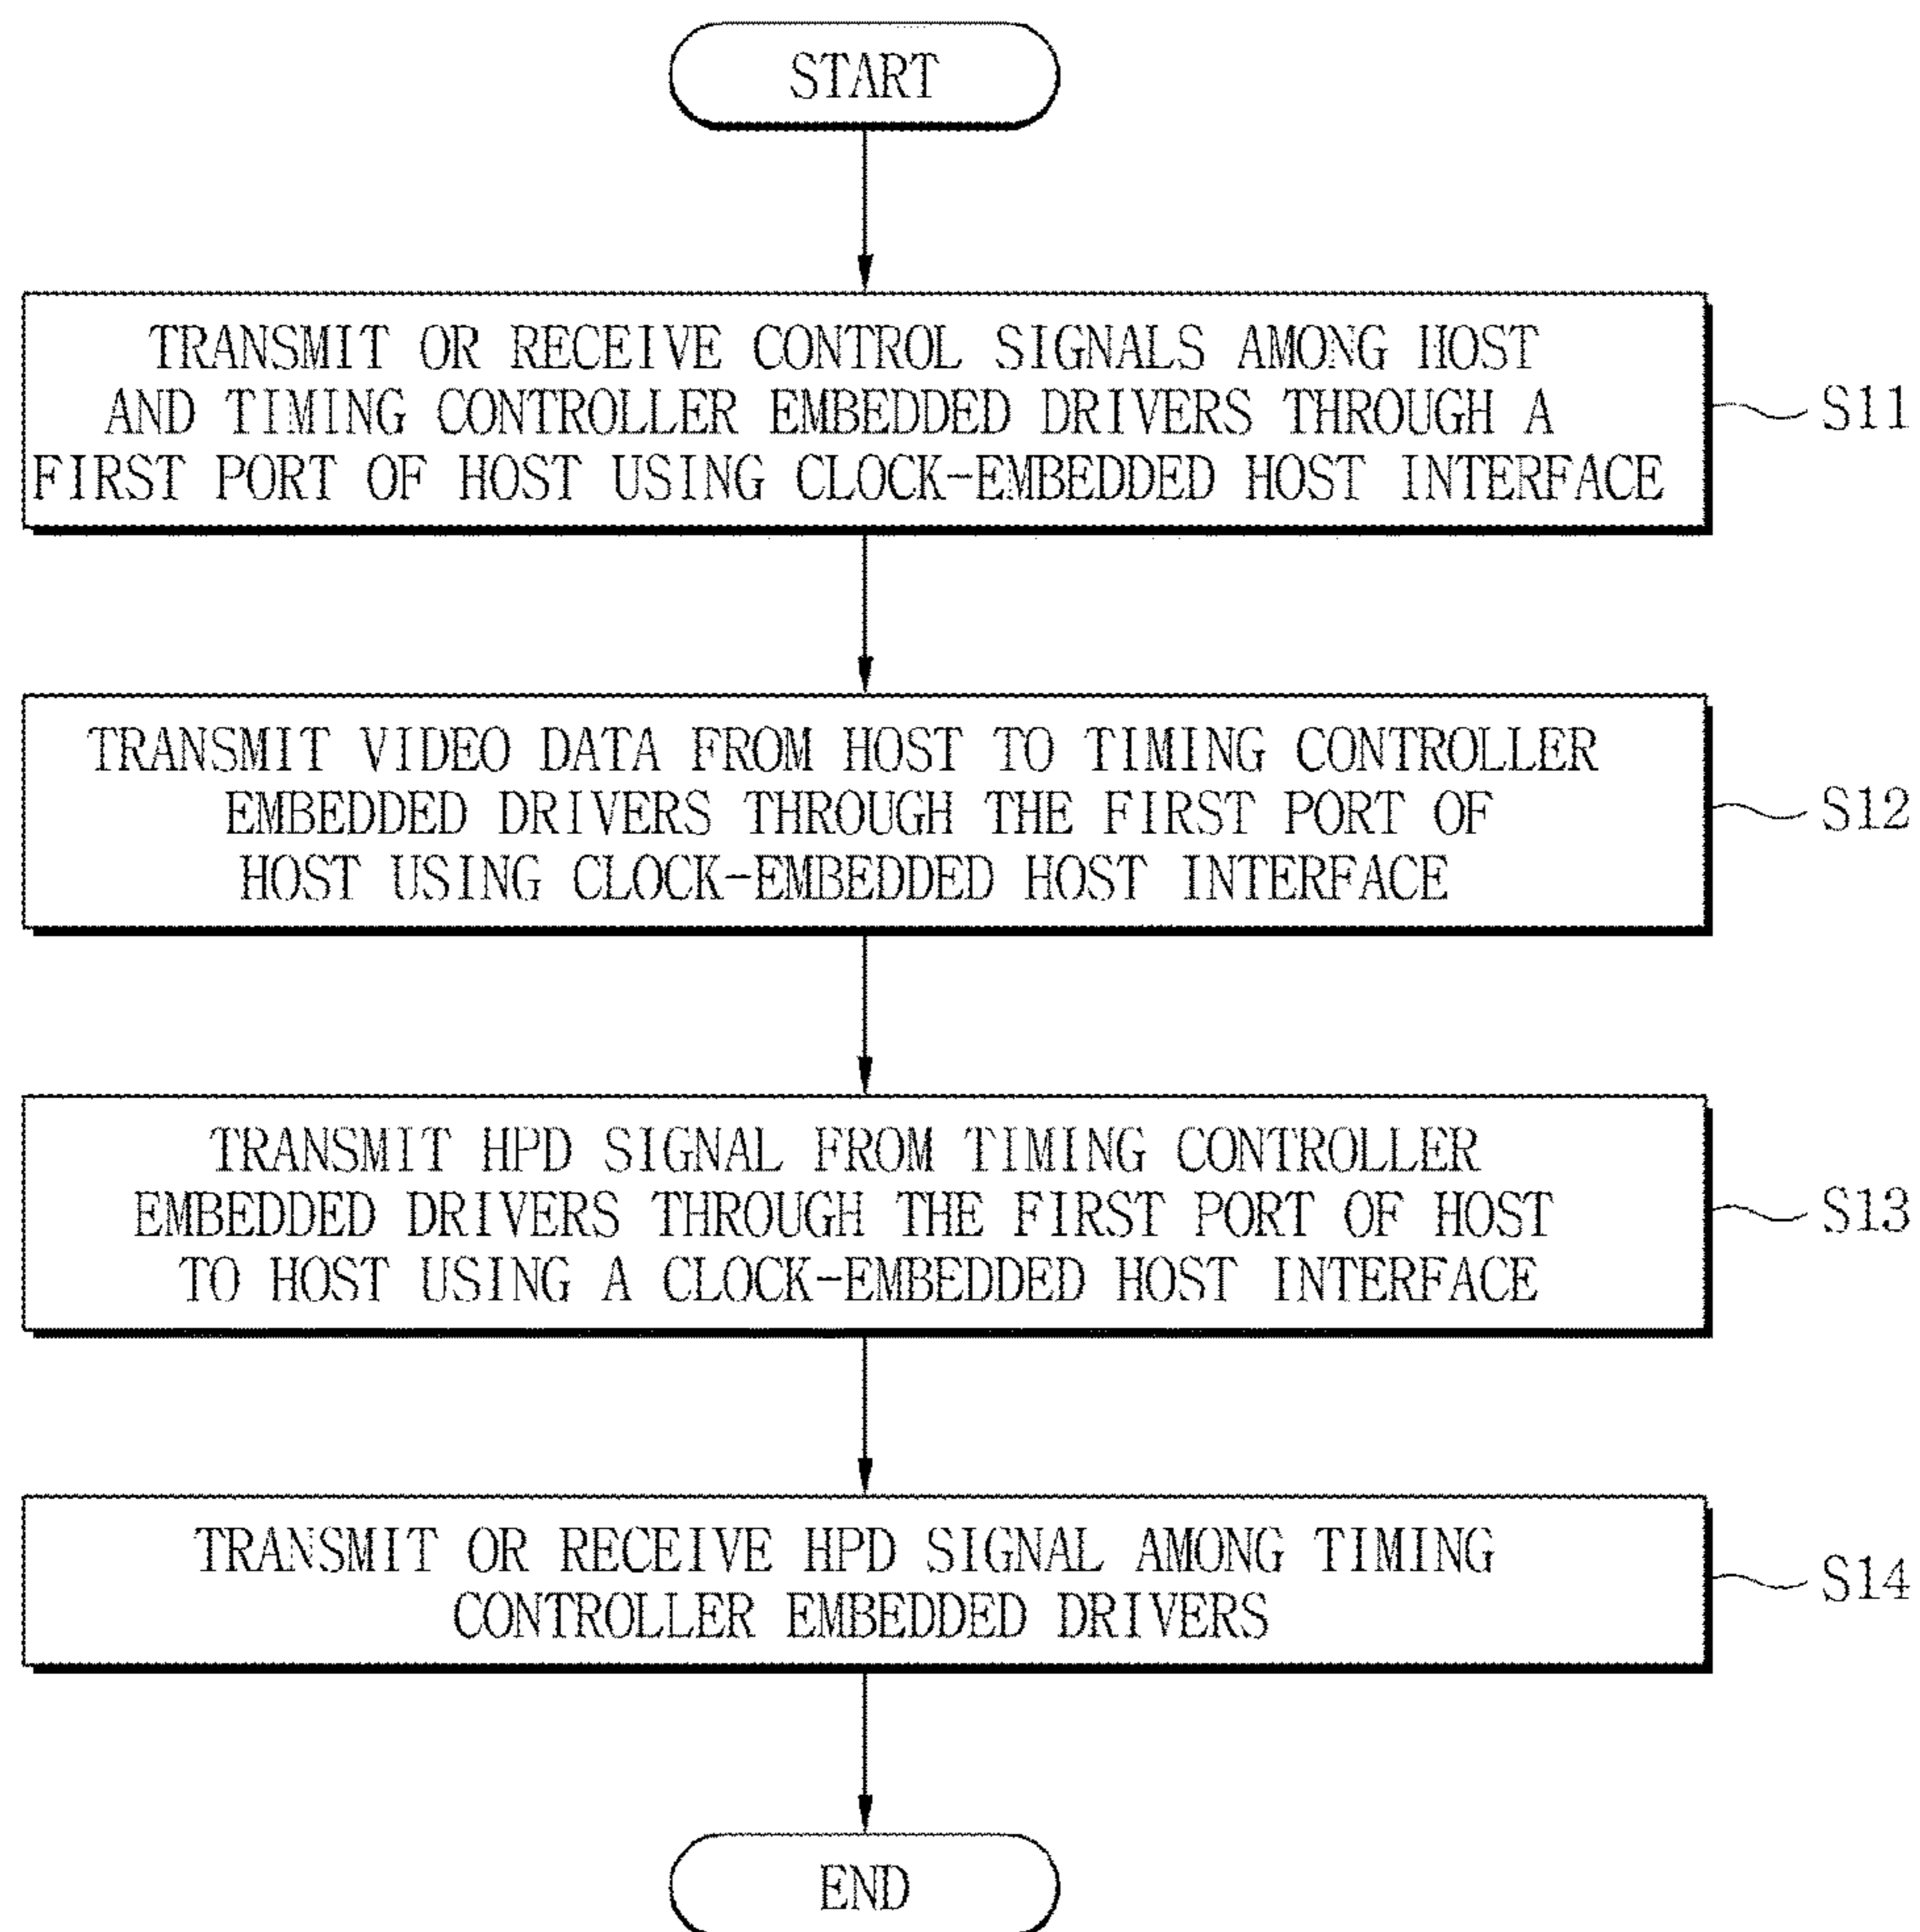 START
TRANSMIT OR RECEIVE CONTROL SIGNALS AMONG HOST
AND TIMING CONTROLLER EMBEDDED DRIVERS THROUGH A
FIRST PORT OF HOST USING CLOCK-EMBEDDED HOST INTERFACE
S11
TRANSMIT VIDEO DATA FROM HOST TO TIMING CONTROLLER
EMBEDDED DRIVERS THROUGH THE FIRST PORT OF
HOST USING CLOCK-EMBEDDED HOST INTERFACE
S12
TRANSMIT HPD SIGNAL FROM TIMING CONTROLLER
EMBEDDED DRIVERS THROUGH THE FIRST PORT OF HOST
TO HOST USING A CLOCK-EMBEDDED HOST INTERFACE
S13
TRANSMIT OR RECEIVE HPD SIGNAL AMONG TIMING
CONTROLLER EMBEDDED DRIVERS
S14
END